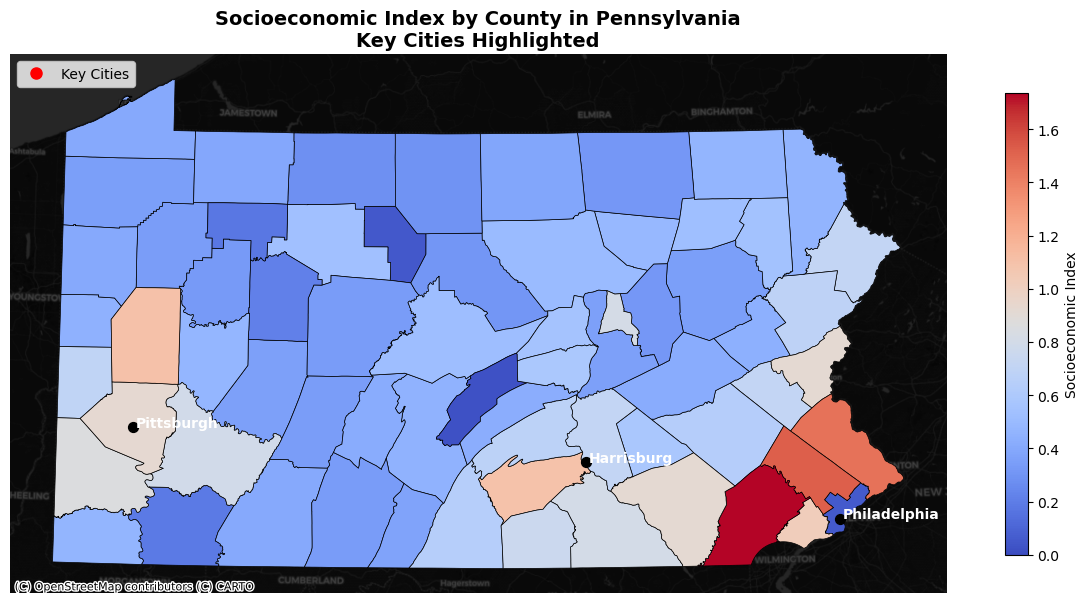 Socioeconomic Index by County in Pennsylvania
Key Cities Highlighted
Key Cities
JAMESTOWN
ELMIRA
BINGHAMTON
Pittsburgh
Harrisburg
Philadelphia
NEW
WILMINGTON
CUMBERLAND
Hagerstown
(C) OpenStreetMap contributors (C) CARTO
1.6
1.4
1.2
1.0
0.8
0.6
0.4
0.2
0.0
Socioeconomic Index